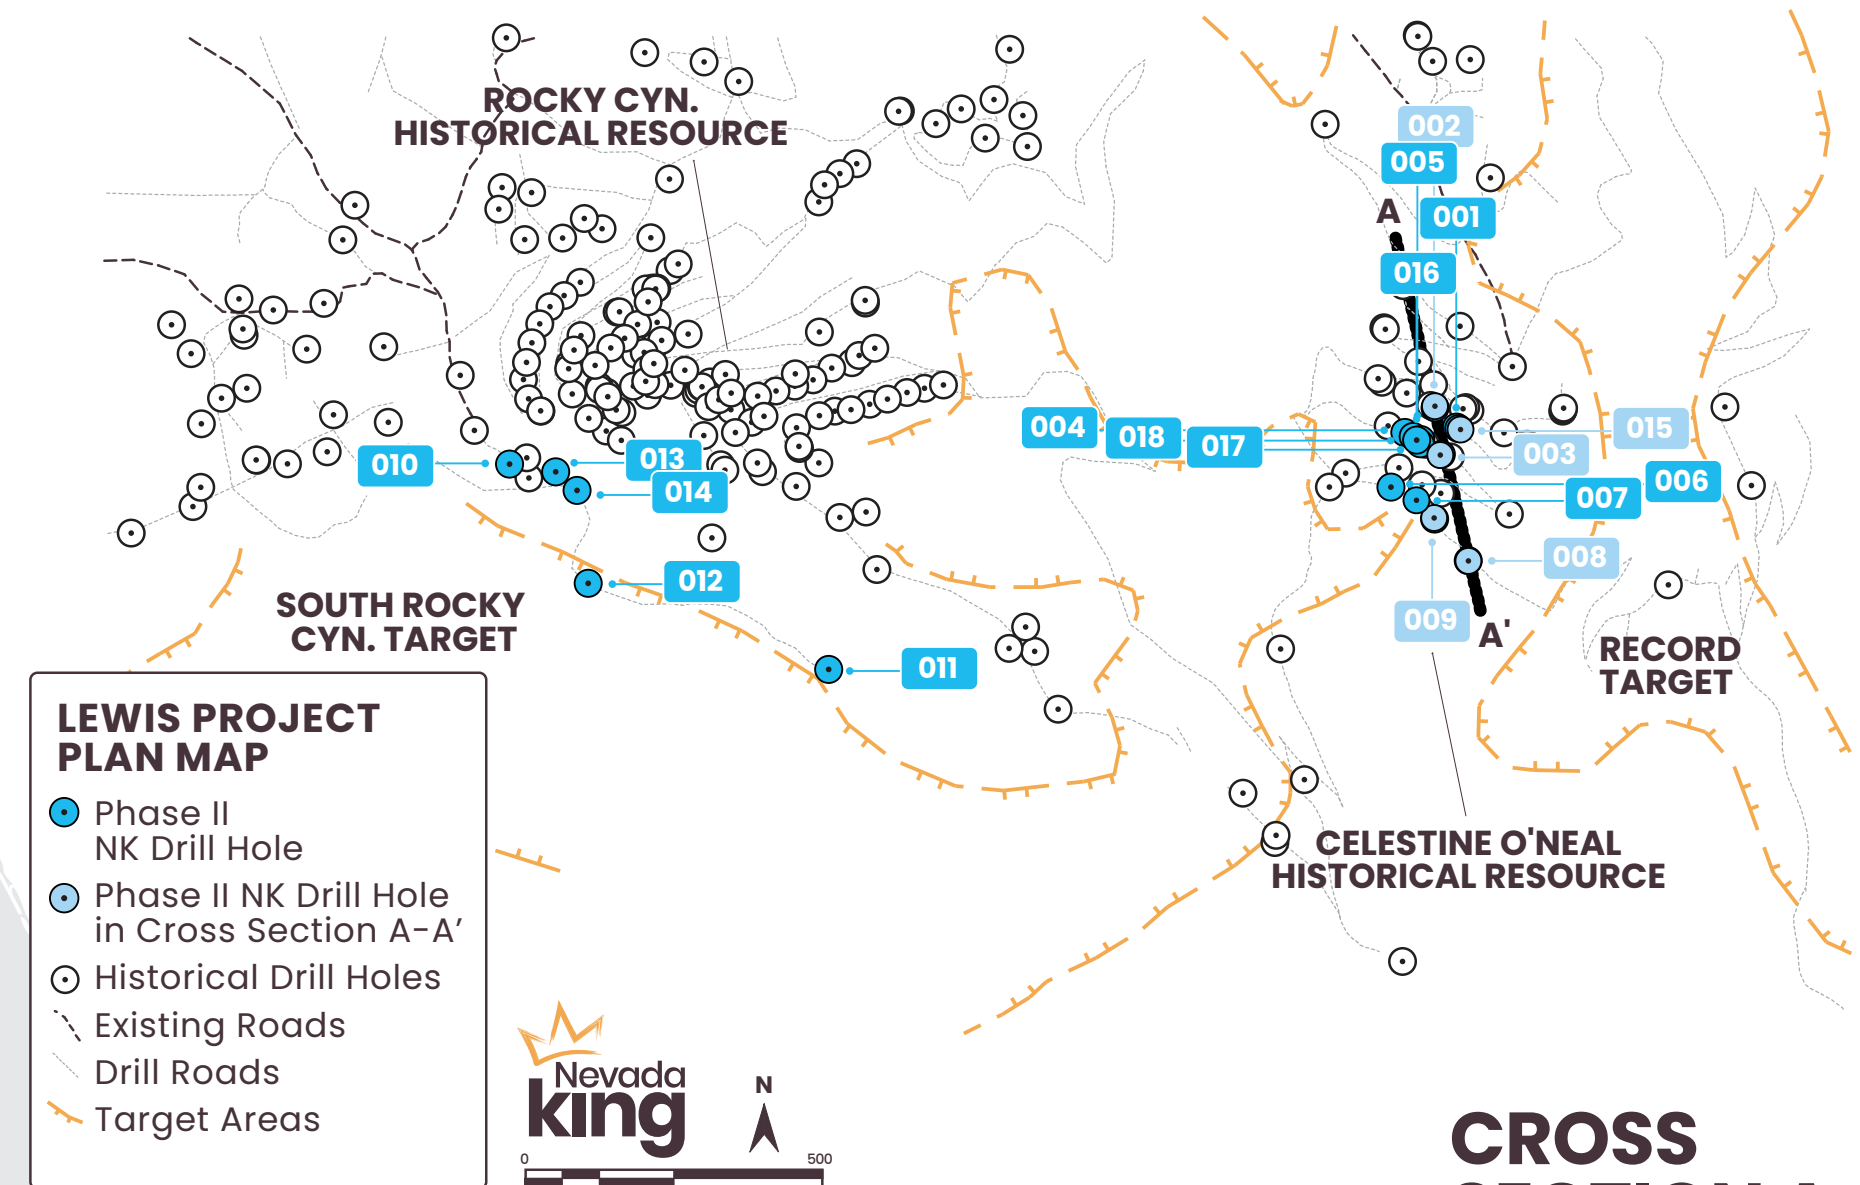 ROCKY CYN.
HISTORICAL RESOURCE
002
005
A
001
016
004
018
017
015
003
006
007
008
009
A'
010
013
014
012
011
SOUTH ROCKY
CYN. TARGET
RECORD
TARGET
CELESTINE O'NEAL
HISTORICAL RESOURCE
LEWIS PROJECT
PLAN MAP
Phase II
NK Drill Hole
Phase II NK Drill Hole
in Cross Section A-A’
Historical Drill Holes
Existing Roads
Drill Roads
Target Areas
Nevada
king
N
0 500
CROSS